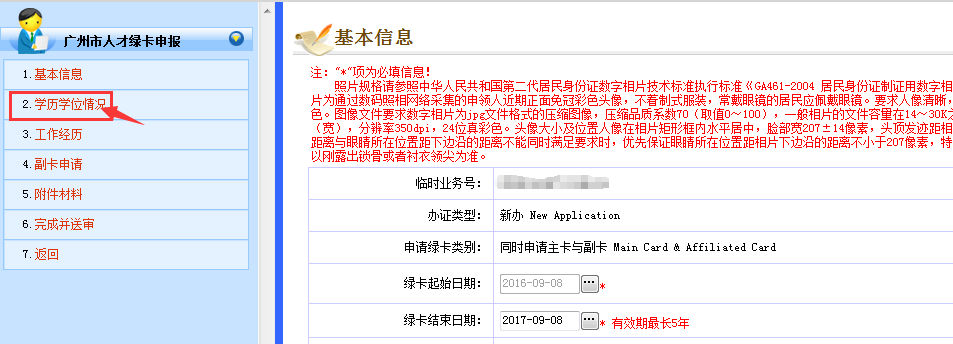 广州市人才绿卡申报
1. 基本信息
2. 学历学位情况
3. 工作经历
4. 副卡申请
5. 附件材料
6. 完成并送审
7. 返回
基本信息
注: "*"项为必填信息!
照片规格请参照中华人民共和国第二代居民身份证数字相片技术标准执行标准《GA461-2004 居民身份证制证用数字相
片为通过数码照相网络采集的申领人近期正面免冠彩色头像, 不着制式服装, 常戴眼镜的居民应佩戴眼镜。要求人像清晰,
色。图像文件要求数字相片为jpg文件格式的压缩图像, 压缩品质系数70 (取值0~100), 一般相片的文件容量在14~30K之
(宽), 分辨率350dpi, 24位真彩色。头像大小及位置人像在相片矩形框内水平居中, 脸部宽207±14像素, 头顶发迹距相
距离与眼睛所在位置距下边沿的距离不能同时满足要求时, 优先保证眼睛所在位置距相片下边沿的距离不小于207像素, 特
以刚露出锁骨或者衬衣领尖为准。
临时业务号:
办证类型: 新办 New Application
申请绿卡类别: 同时申请主卡与副卡 Main Card & Affiliated Card
绿卡起始日期: 2016-09-08 ... *
绿卡结束日期: 2017-09-08 ... * 有效期最长5年